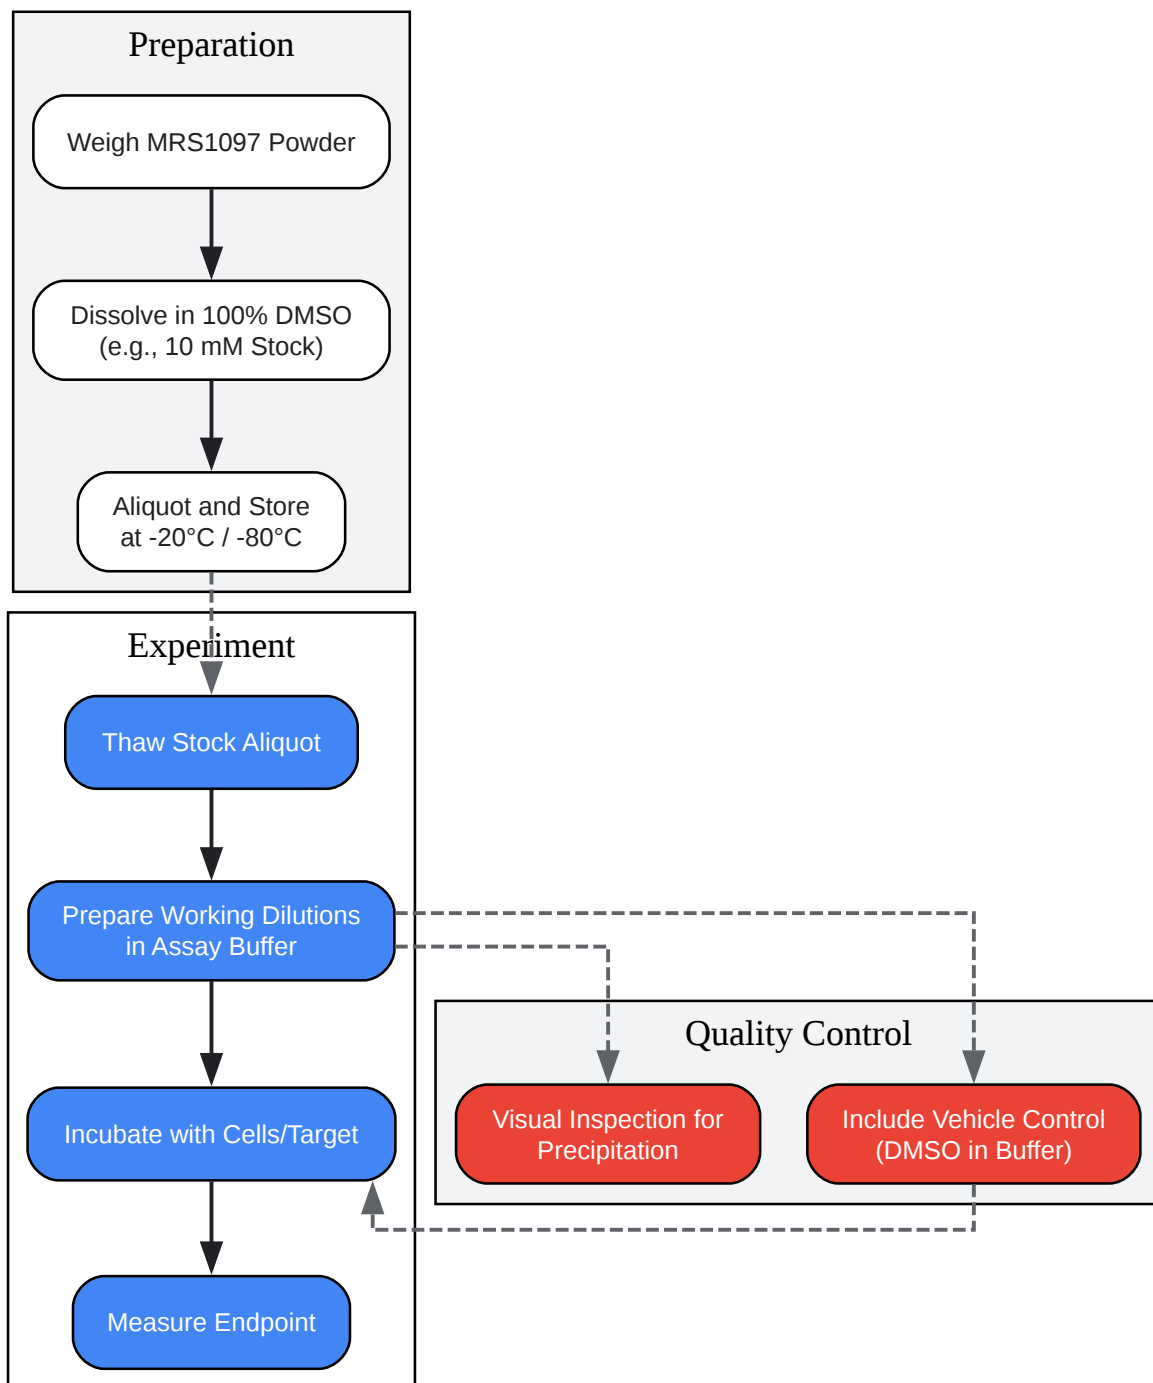 Preparation
Weigh MRS1097 Powder
Dissolve in 100% DMSO
(e.g., 10 mM Stock)
Aliquot and Store
at -20°C / -80°C
Experiment
Thaw Stock Aliquot
Prepare Working Dilutions
in Assay Buffer
Quality Control
Visual Inspection for
Precipitation
Include Vehicle Control
(DMSO in Buffer)
Incubate with Cells/Target
Measure Endpoint